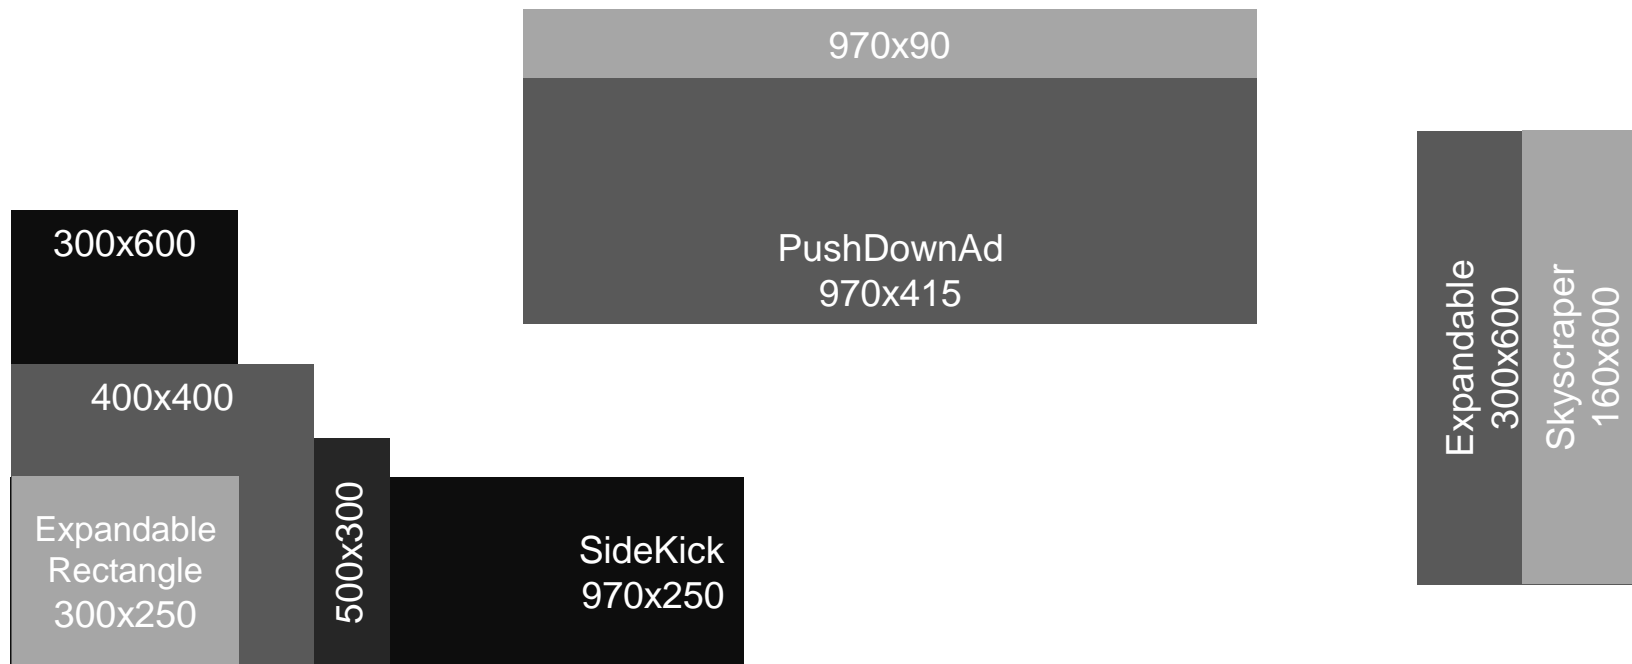 970x90
PushDownAd
970x415
300x600
400x400
Expandable
Rectangle
300x250
500x300
SideKick
970x250
Expandable
300x600
Skyscraper
160x600